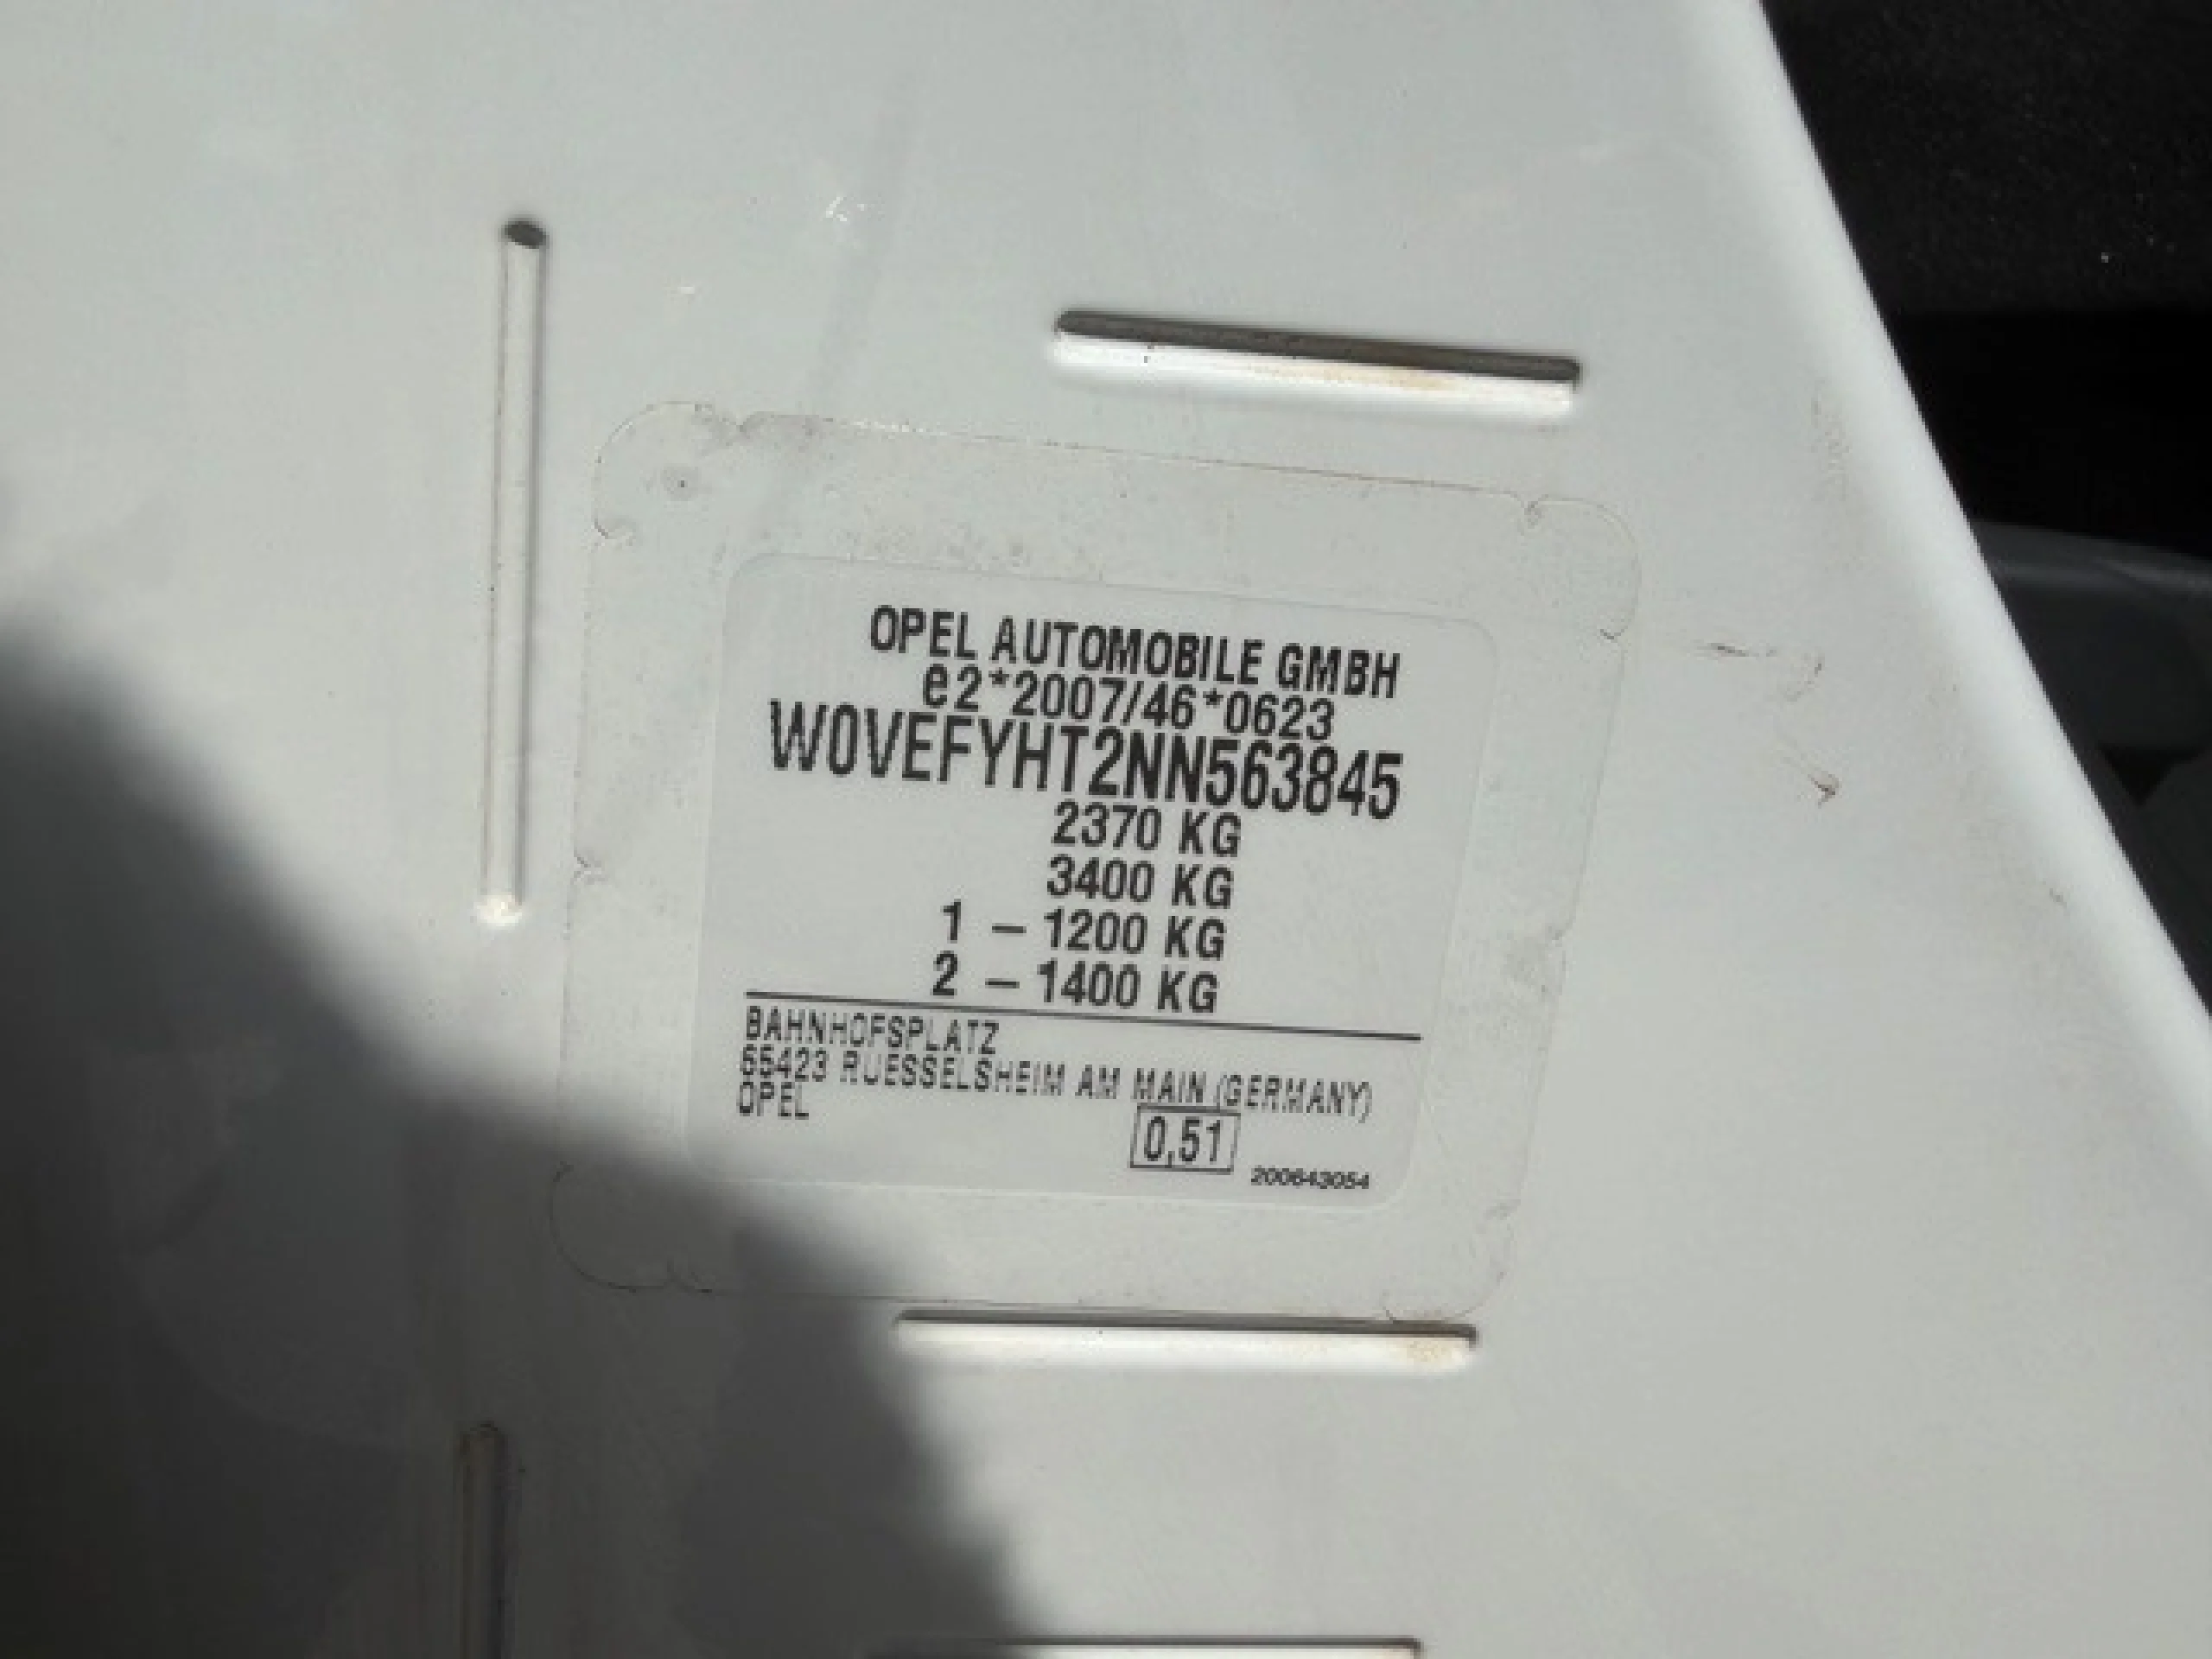 OPEL AUTOMOBILE GMBH
e2*2007/46*0623
W0VEFYHT2NN563845
2370 KG
3400 KG
1 – 1200 KG
2 – 1400 KG
BAHNHOFSPLATZ
65423 RUESSELSHEIM AM MAIN (GERMANY)
OPEL
0,51
200643054